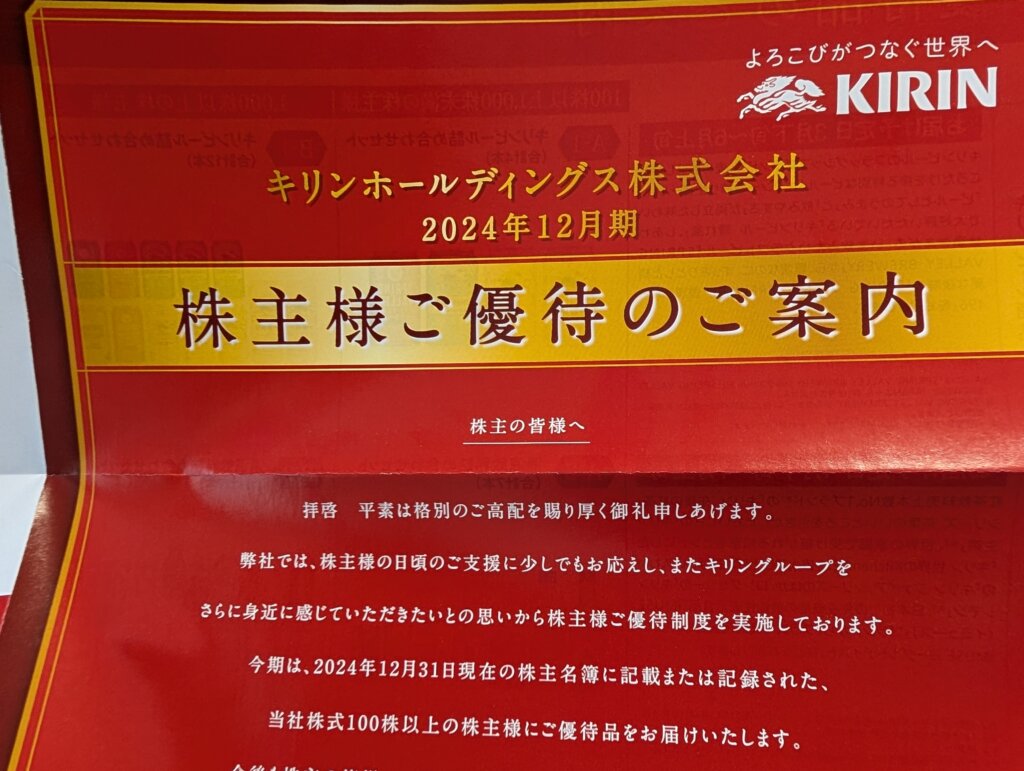 よろこびがつなぐ世界へ
KIRIN
キリンホールディングス株式会社
2024年12月期
株主様ご優待のご案内
株主の皆様へ
拝啓　平素は格別のご高配を賜り厚く御礼申しあげます。
弊社では、株主様の日頃のご支援に少しでもお応えし、またキリングループを
さらに身近に感じていただきたいとの思いから株主様ご優待制度を実施しております。
今期は、2024年12月31日現在の株主名簿に記載または記録された、
当社株式100株以上の株主様にご優待品をお届けいたします。